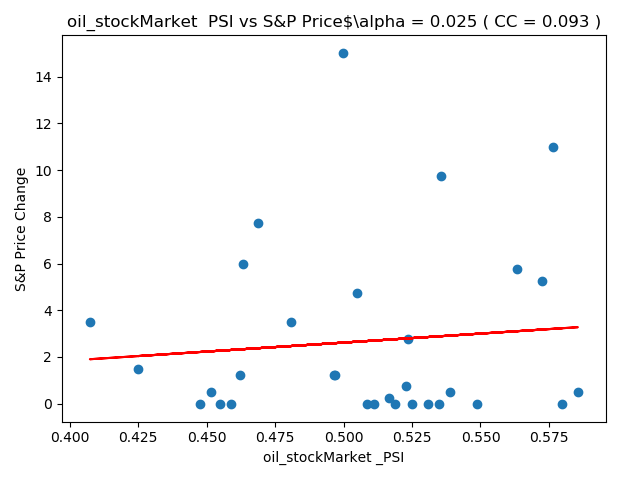 oil_stockMarket  PSI vs S&P Price$\alpha = 0.025 ( CC = 0.093 )
14
12
10
8
6
4
2
0
S&P Price Change
0.400 0.425 0.450 0.475 0.500 0.525 0.550 0.575
oil_stockMarket _PSI